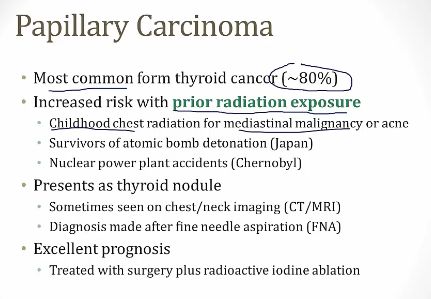 Papillary Carcinoma
• Most common form thyroid cancer (~80%)
• Increased risk with prior radiation exposure
• Childhood chest radiation for mediastinal malignancy or acne
• Survivors of atomic bomb detonation (Japan)
• Nuclear power plant accidents (Chernobyl)
• Presents as thyroid nodule
• Sometimes seen on chest/neck imaging (CT/MRI)
• Diagnosis made after fine needle aspiration (FNA)
• Excellent prognosis
• Treated with surgery plus radioactive iodine ablation